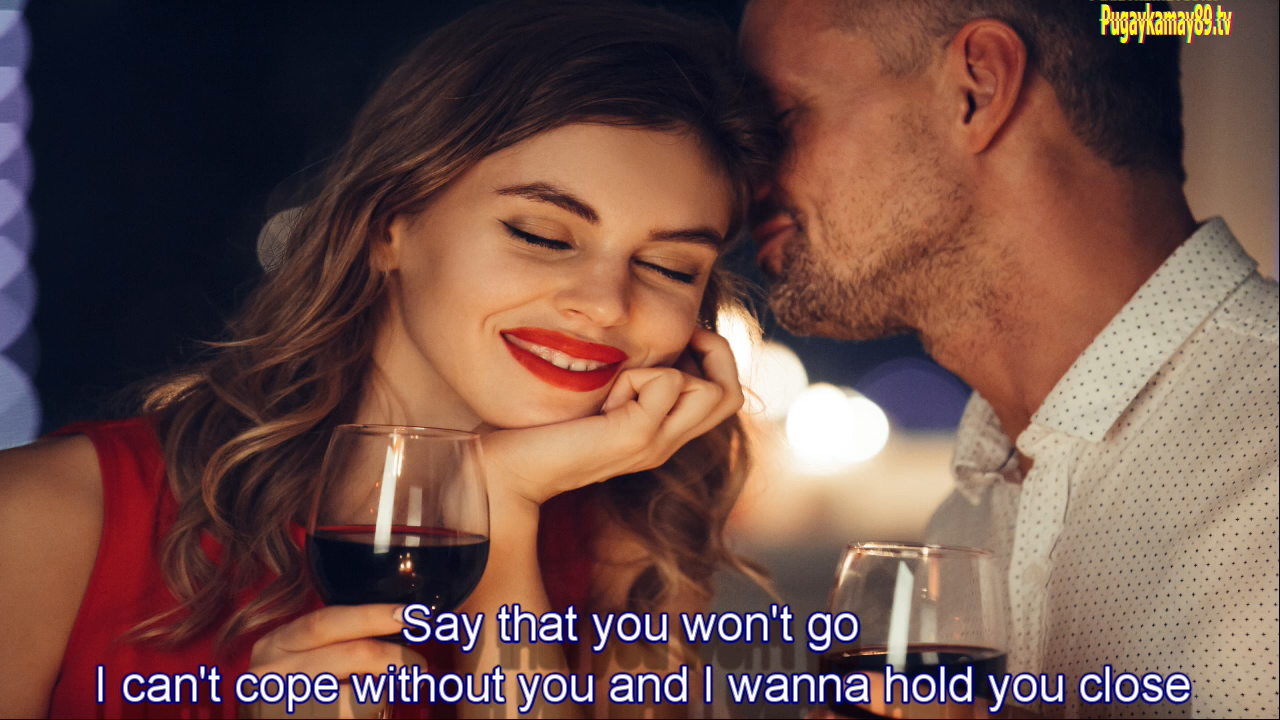 Pugaykamay89.tv
Say that you won't go
I can't cope without you and I wanna hold you close